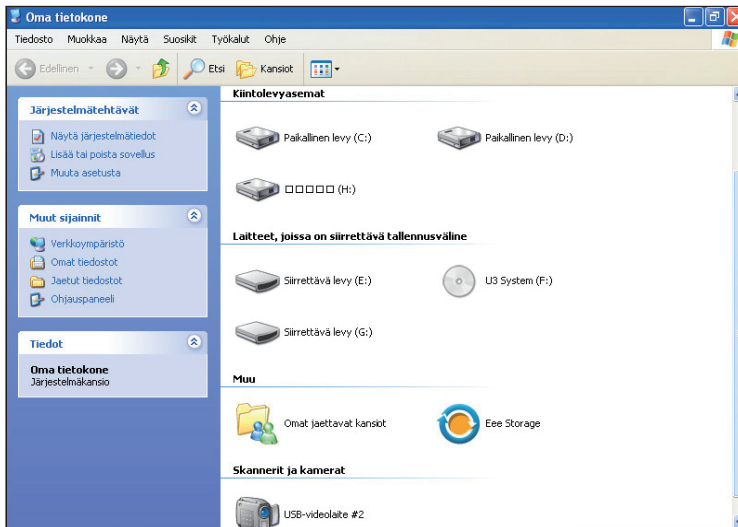 Oma tietokone
Tiedosto Muokkaa Näytä Suosikit Työkalut Ohje
Edellinen Etsi Kansiot
Järjestelmätehtävät
Näytä järjestelmätiedot
Lisää tai poista sovellus
Muuta asetusta
Muut sijainnit
Verkkoympäristö
Omat tiedostot
Jaetut tiedostot
Ohjauspaneeli
Tiedot
Oma tietokone
Järjestelmäkansio
Kiintolevyasemat
Paikallinen levy (C:) Paikallinen levy (D:)
□□□□□ (H:)
Laitteet, joissa on siirrettävä tallennusväline
Siirrettävä levy (E:) U3 System (F:)
Siirrettävä levy (G:)
Muu
Omat jaettavat kansiot Eee Storage
Skannerit ja kamerat
USB-videolaite #2